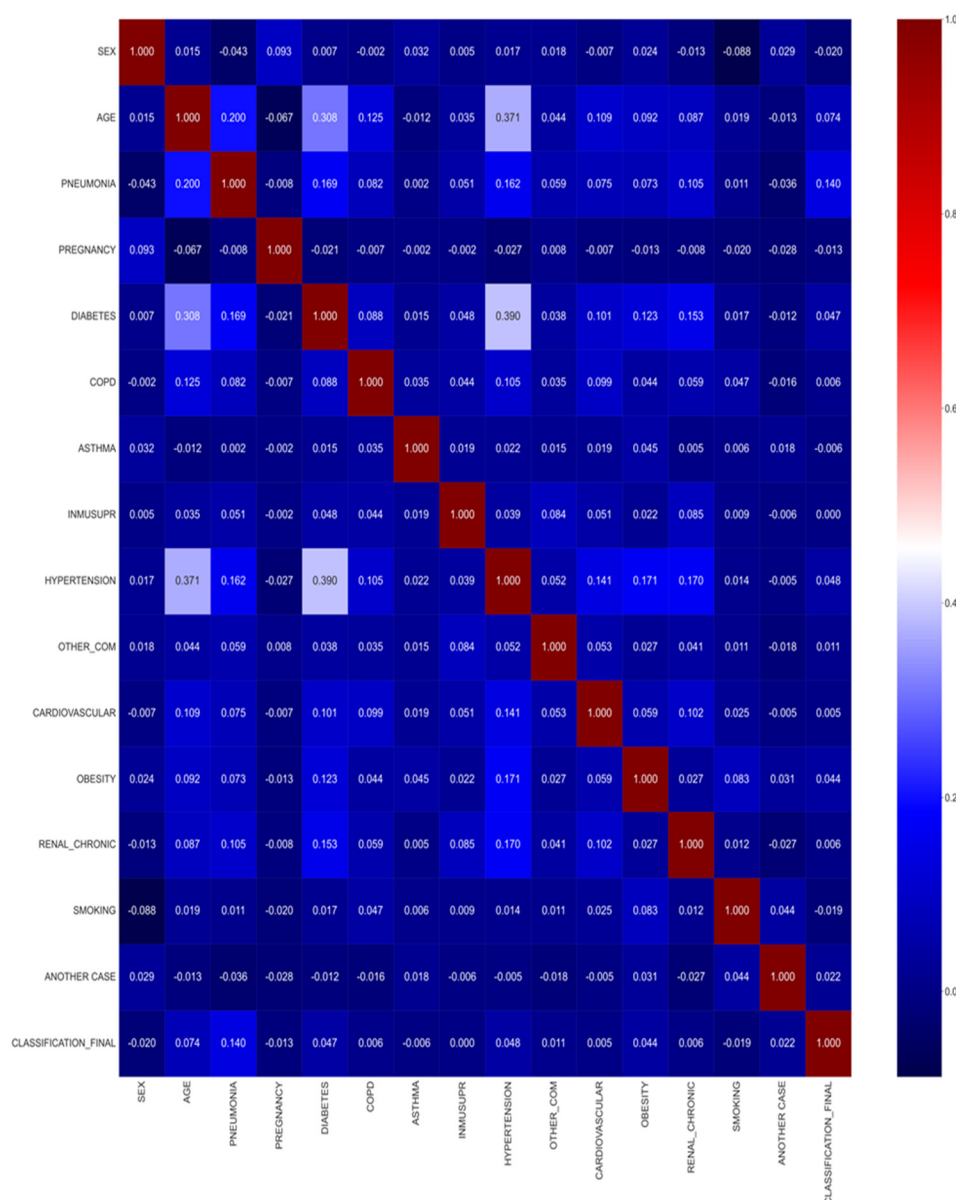 SEX 1.000 0.015 -0.043 0.093 0.007 -0.002 0.032 0.005 0.017 0.018 -0.007 0.024 -0.013 -0.088 0.029 -0.020
AGE 0.015 1.000 0.200 -0.067 0.308 0.125 -0.012 0.035 0.371 0.044 0.109 0.092 0.087 0.019 -0.013 0.074
PNEUMONIA -0.043 0.200 1.000 -0.008 0.169 0.082 0.002 0.051 0.162 0.059 0.075 0.073 0.105 0.011 -0.036 0.140
PREGNANCY 0.093 -0.067 -0.008 1.000 -0.021 -0.007 -0.002 -0.002 -0.027 0.008 -0.007 -0.013 -0.008 -0.020 -0.028 -0.013
DIABETES 0.007 0.308 0.169 -0.021 1.000 0.088 0.015 0.048 0.390 0.038 0.101 0.123 0.153 0.017 -0.012 0.047
COPD -0.002 0.125 0.082 -0.007 0.088 1.000 0.035 0.044 0.105 0.035 0.099 0.044 0.059 0.047 -0.016 0.006
ASTHMA 0.032 -0.012 0.002 -0.002 0.015 0.035 1.000 0.019 0.022 0.015 0.019 0.045 0.005 0.006 0.018 -0.006
INMUSUPR 0.005 0.035 0.051 -0.002 0.048 0.044 0.019 1.000 0.039 0.084 0.051 0.022 0.085 0.009 -0.006 0.000
HYPERTENSION 0.017 0.371 0.162 -0.027 0.390 0.105 0.022 0.039 1.000 0.052 0.141 0.171 0.170 0.014 -0.005 0.048
OTHER_COM 0.018 0.044 0.059 0.008 0.038 0.035 0.015 0.084 0.052 1.000 0.053 0.027 0.041 0.011 -0.018 0.011
CARDIOVASCULAR -0.007 0.109 0.075 -0.007 0.101 0.099 0.019 0.051 0.141 0.053 1.000 0.059 0.102 0.025 -0.005 0.005
OBESITY 0.024 0.092 0.073 -0.013 0.123 0.044 0.045 0.022 0.171 0.027 0.059 1.000 0.027 0.083 0.031 0.044
RENAL_CHRONIC -0.013 0.087 0.105 -0.008 0.153 0.059 0.005 0.085 0.170 0.041 0.102 0.027 1.000 0.012 -0.027 0.006
SMOKING -0.088 0.019 0.011 -0.020 0.017 0.047 0.006 0.009 0.014 0.011 0.025 0.083 0.012 1.000 0.044 -0.019
ANOTHER CASE 0.029 -0.013 -0.036 -0.028 -0.012 -0.016 0.018 -0.006 -0.005 -0.018 -0.005 0.031 -0.027 0.044 1.000 0.022
CLASSIFICATION_FINAL -0.020 0.074 0.140 -0.013 0.047 0.006 -0.006 0.000 0.048 0.011 0.005 0.044 0.006 -0.019 0.022 1.000
SEX
AGE
PNEUMONIA
PREGNANCY
DIABETES
COPD
ASTHMA
INMUSUPR
HYPERTENSION
OTHER_COM
CARDIOVASCULAR
OBESITY
RENAL_CHRONIC
SMOKING
ANOTHER CASE
CLASSIFICATION_FINAL
1.0
0.8
0.6
0.4
0.2
0.0